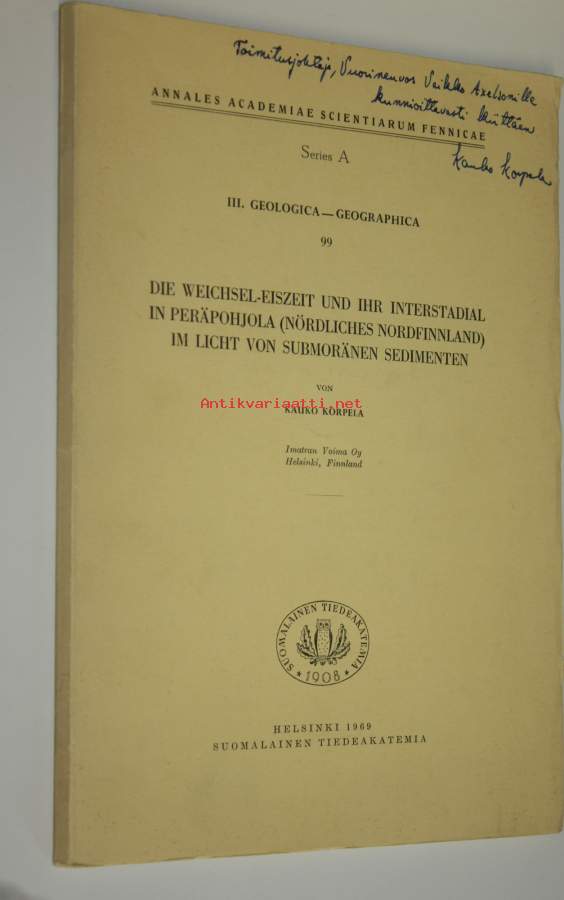 Toimitusjohtaja, Vuorineuvos Veikko Axelsonille
kunnioittavasti kiittäen
Kauko Korpela
ANNALES ACADEMIAE SCIENTIARUM FENNICAE
Series A
III. GEOLOGICA—GEOGRAPHICA
99
DIE WEICHSEL-EISZEIT UND IHR INTERSTADIAL
IN PERÄPOHJOLA (NÖRDLICHES NORDFINNLAND)
IM LICHT VON SUBMORÄNEN SEDIMENTEN
VON
Antikvariaatti.net
KAUKO KORPELA
Imatran Voima Oy
Helsinki, Finnland
SUOMALAINEN TIEDEAKATEMIA
1908
HELSINKI 1969
SUOMALAINEN TIEDEAKATEMIA